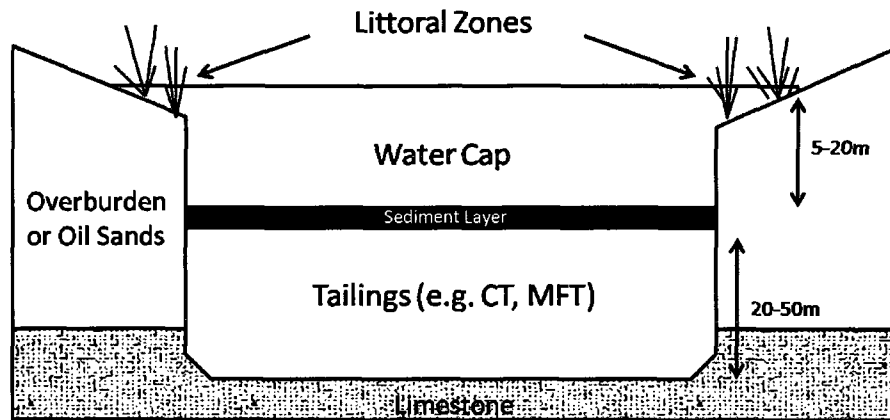 Littoral Zones
Water Cap
5-20m
Overburden
or Oil Sands
Sediment Layer
Tailings (e.g. CT, MFT)
20-50m
Limestone